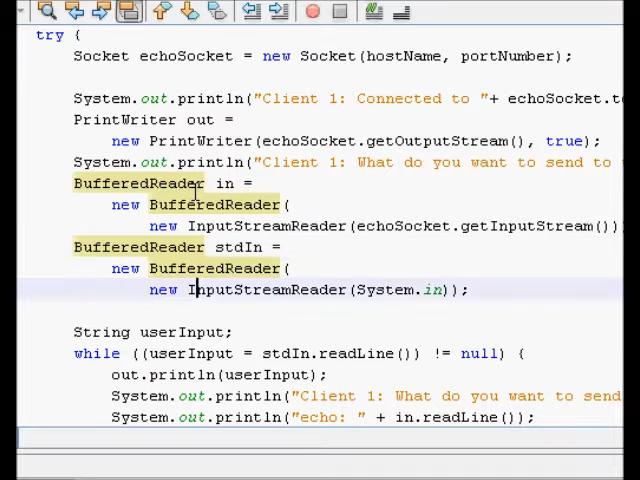 try {
Socket echoSocket = new Socket(hostName, portNumber);
System.out.println("Client 1: Connected to "+ echoSocket.to
PrintWriter out =
new PrintWriter(echoSocket.getOutputStream(), true);
System.out.println("Client 1: What do you want to send to
BufferedReader in =
new BufferedReader(
new InputStreamReader(echoSocket.getInputStream())
BufferedReader stdIn =
new BufferedReader(
new InputStreamReader(System.in));
String userInput;
while ((userInput = stdIn.readLine()) != null) {
out.println(userInput);
System.out.println("Client 1: What do you want to send
System.out.println("echo: " + in.readLine());